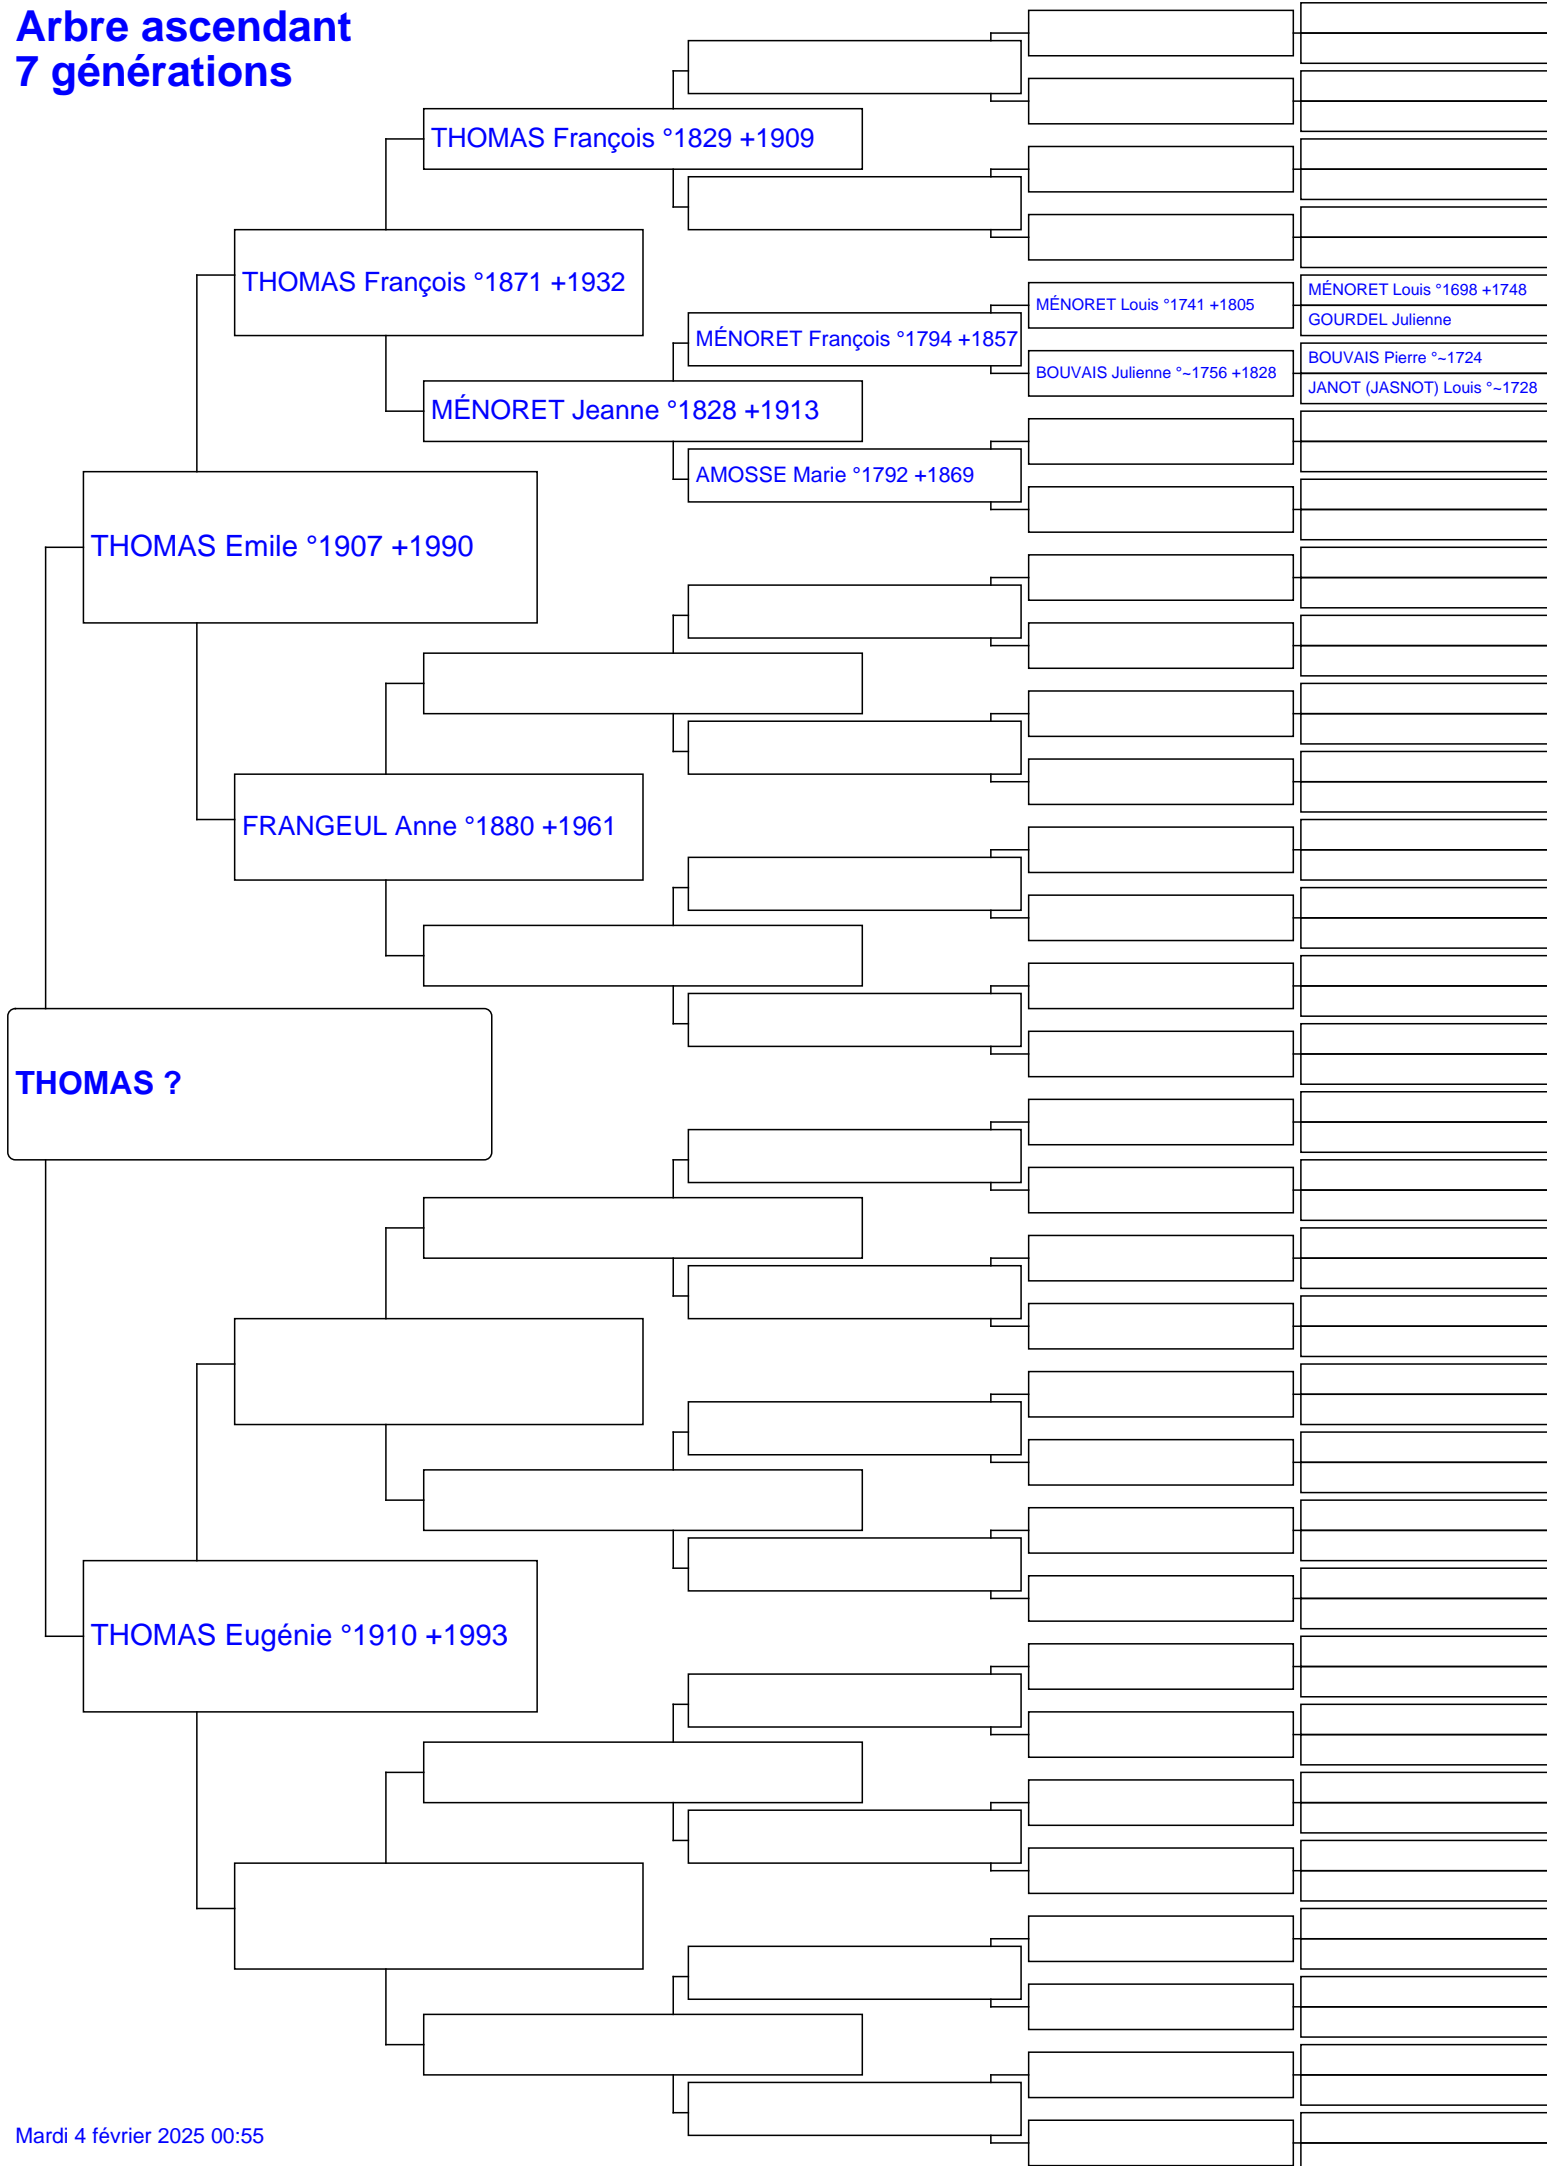 Arbre ascendant
7 générations
THOMAS François °1829 +1909
THOMAS François °1871 +1932
MÉNORET Louis °1698 +1748
MÉNORET Louis °1741 +1805
GOURDEL Julienne
MÉNORET François °1794 +1857
BOUVAIS Pierre °~1724
BOUVAIS Julienne °~1756 +1828
JANOT (JASNOT) Louis °~1728
MÉNORET Jeanne °1828 +1913
AMOSSE Marie °1792 +1869
THOMAS Emile °1907 +1990
FRANGEUL Anne °1880 +1961
THOMAS ?
THOMAS Eugénie °1910 +1993
Mardi 4 février 2025 00:55